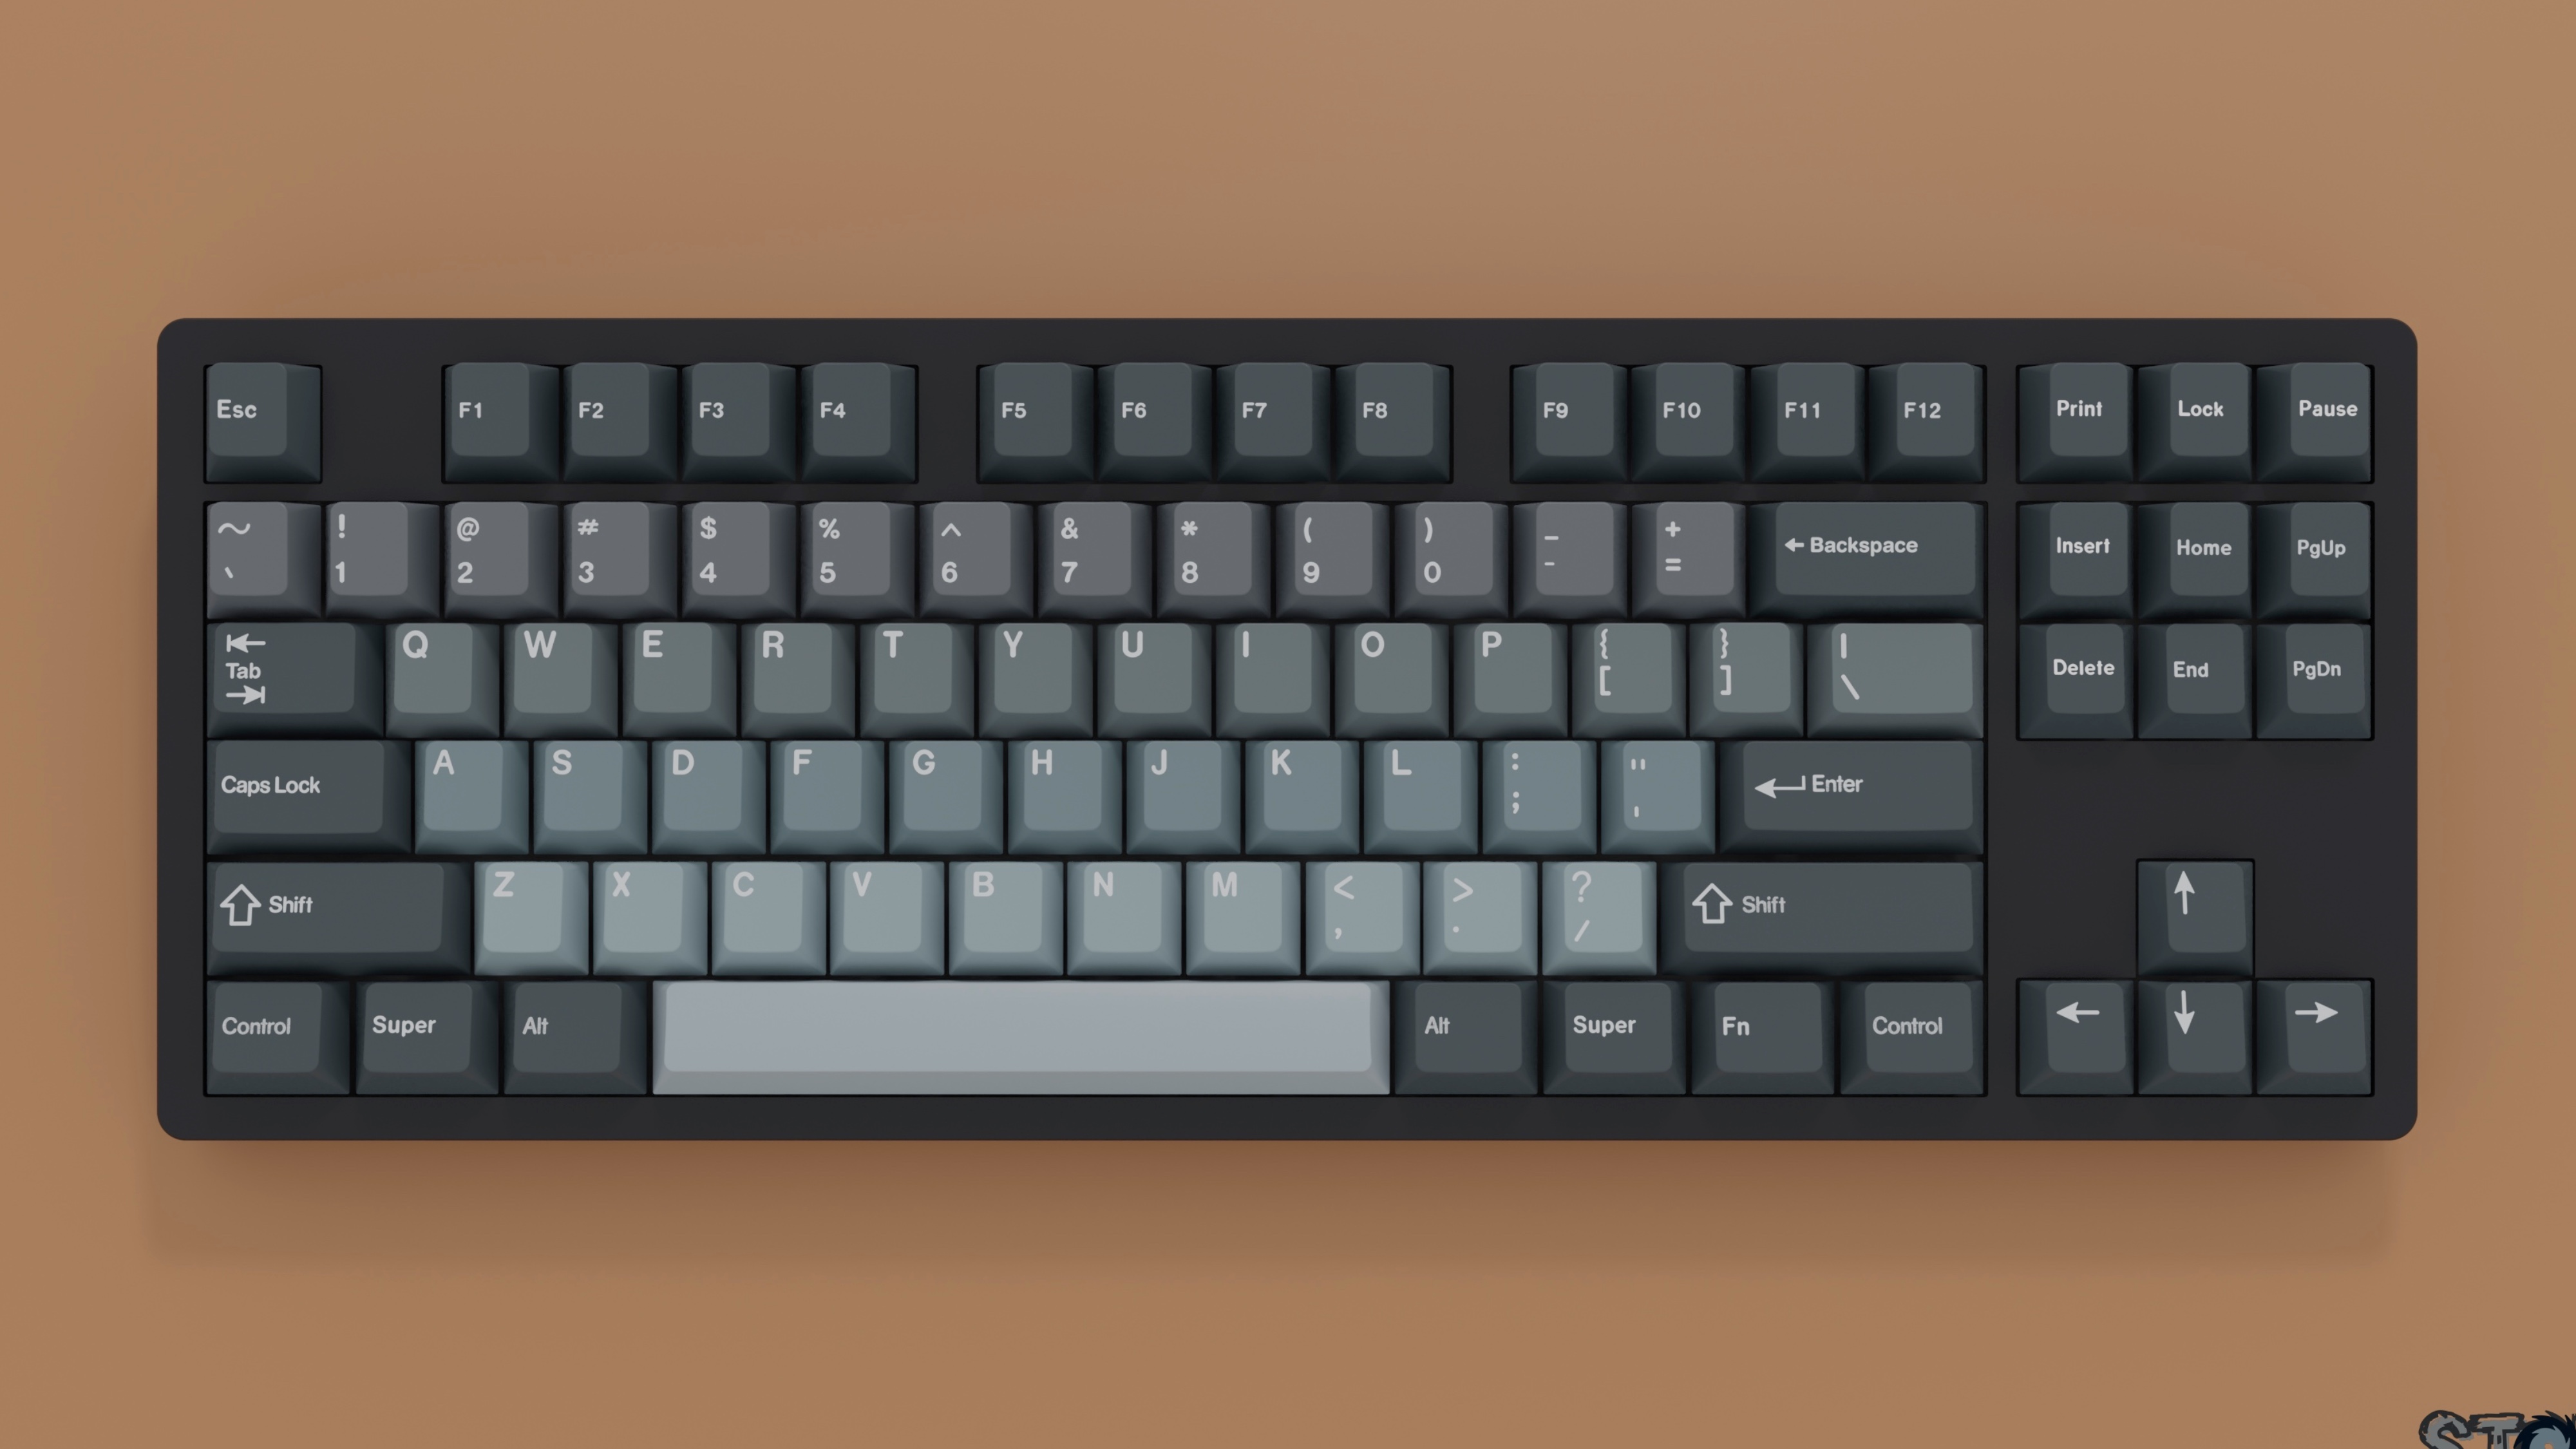 Esc F1 F2 F3 F4 F5 F6 F7 F8 F9 F10 F11 F12 Print Lock Pause
~ ! @ # $ % ^ & * ( ) _ +
` 1 2 3 4 5 6 7 8 9 0 - = ← Backspace Insert Home PgUp
⇤ Tab ⇥ Q W E R T Y U I O P { [ } ] | \ Delete End PgDn
Caps Lock A S D F G H J K L : ; " ' ↵ Enter
⇧ Shift Z X C V B N M < , > . ? / ⇧ Shift ↑
Control Super Alt Alt Super Fn Control ← ↓ →